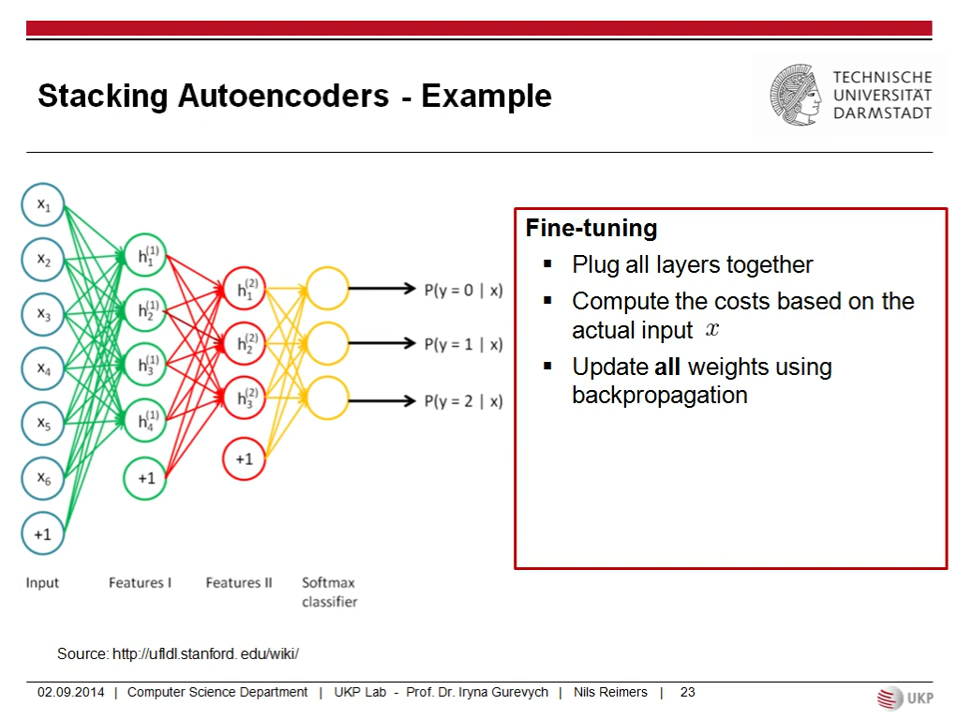 Stacking Autoencoders - Example
TECHNISCHE
UNIVERSITÄT
DARMSTADT
x1
x2
x3
x4
x5
x6
+1
h1(1)
h2(1)
h3(1)
h4(1)
+1
h1(2)
h2(2)
h3(2)
+1
P(y = 0 | x)
P(y = 1 | x)
P(y = 2 | x)
Input
Features I
Features II
Softmax
classifier
Fine-tuning
▪ Plug all layers together
▪ Compute the costs based on the
actual input x
▪ Update all weights using
backpropagation
Source: http://ufldl.stanford. edu/wiki/
02.09.2014 | Computer Science Department | UKP Lab - Prof. Dr. Iryna Gurevych | Nils Reimers | 23
UKP